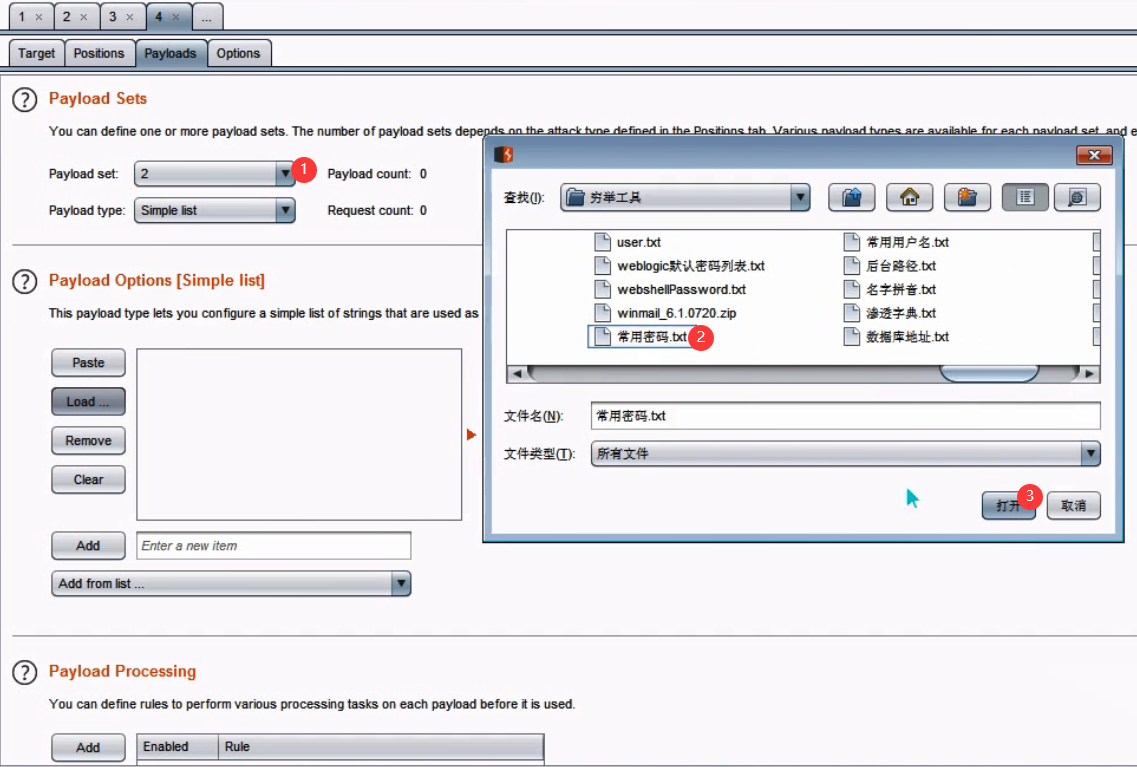 1 × 2 × 3 × 4 × ...
Target Positions Payloads Options
? Payload Sets
You can define one or more payload sets. The number of payload sets depends on the attack type defined in the Positions tab. Various payload types are available for each payload set, and e
Payload set: 2 1 Payload count: 0
Payload type: Simple list Request count: 0
? Payload Options [Simple list]
This payload type lets you configure a simple list of strings that are used as
Paste
Load ...
Remove
Clear
Add Enter a new item
Add from list ...
? Payload Processing
You can define rules to perform various processing tasks on each payload before it is used.
Add Enabled Rule
查找(I): 穷举工具
user.txt
weblogic默认密码列表.txt
webshellPassword.txt
winmail_6.1.0720.zip
常用密码.txt 2
常用用户名.txt
后台路径.txt
名字拼音.txt
渗透字典.txt
数据库地址.txt
文件名(N): 常用密码.txt
文件类型(T): 所有文件
打开 3 取消